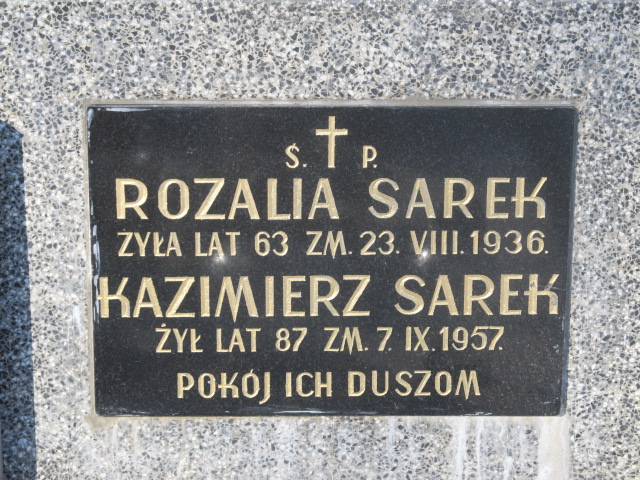 Ś. P.
ROZALIA SAREK
ŻYŁA LAT 63 ZM. 23. VIII. 1936.
KAZIMIERZ SAREK
ŻYŁ LAT 87 ZM. 7. IX. 1957.
POKÓJ ICH DUSZOM